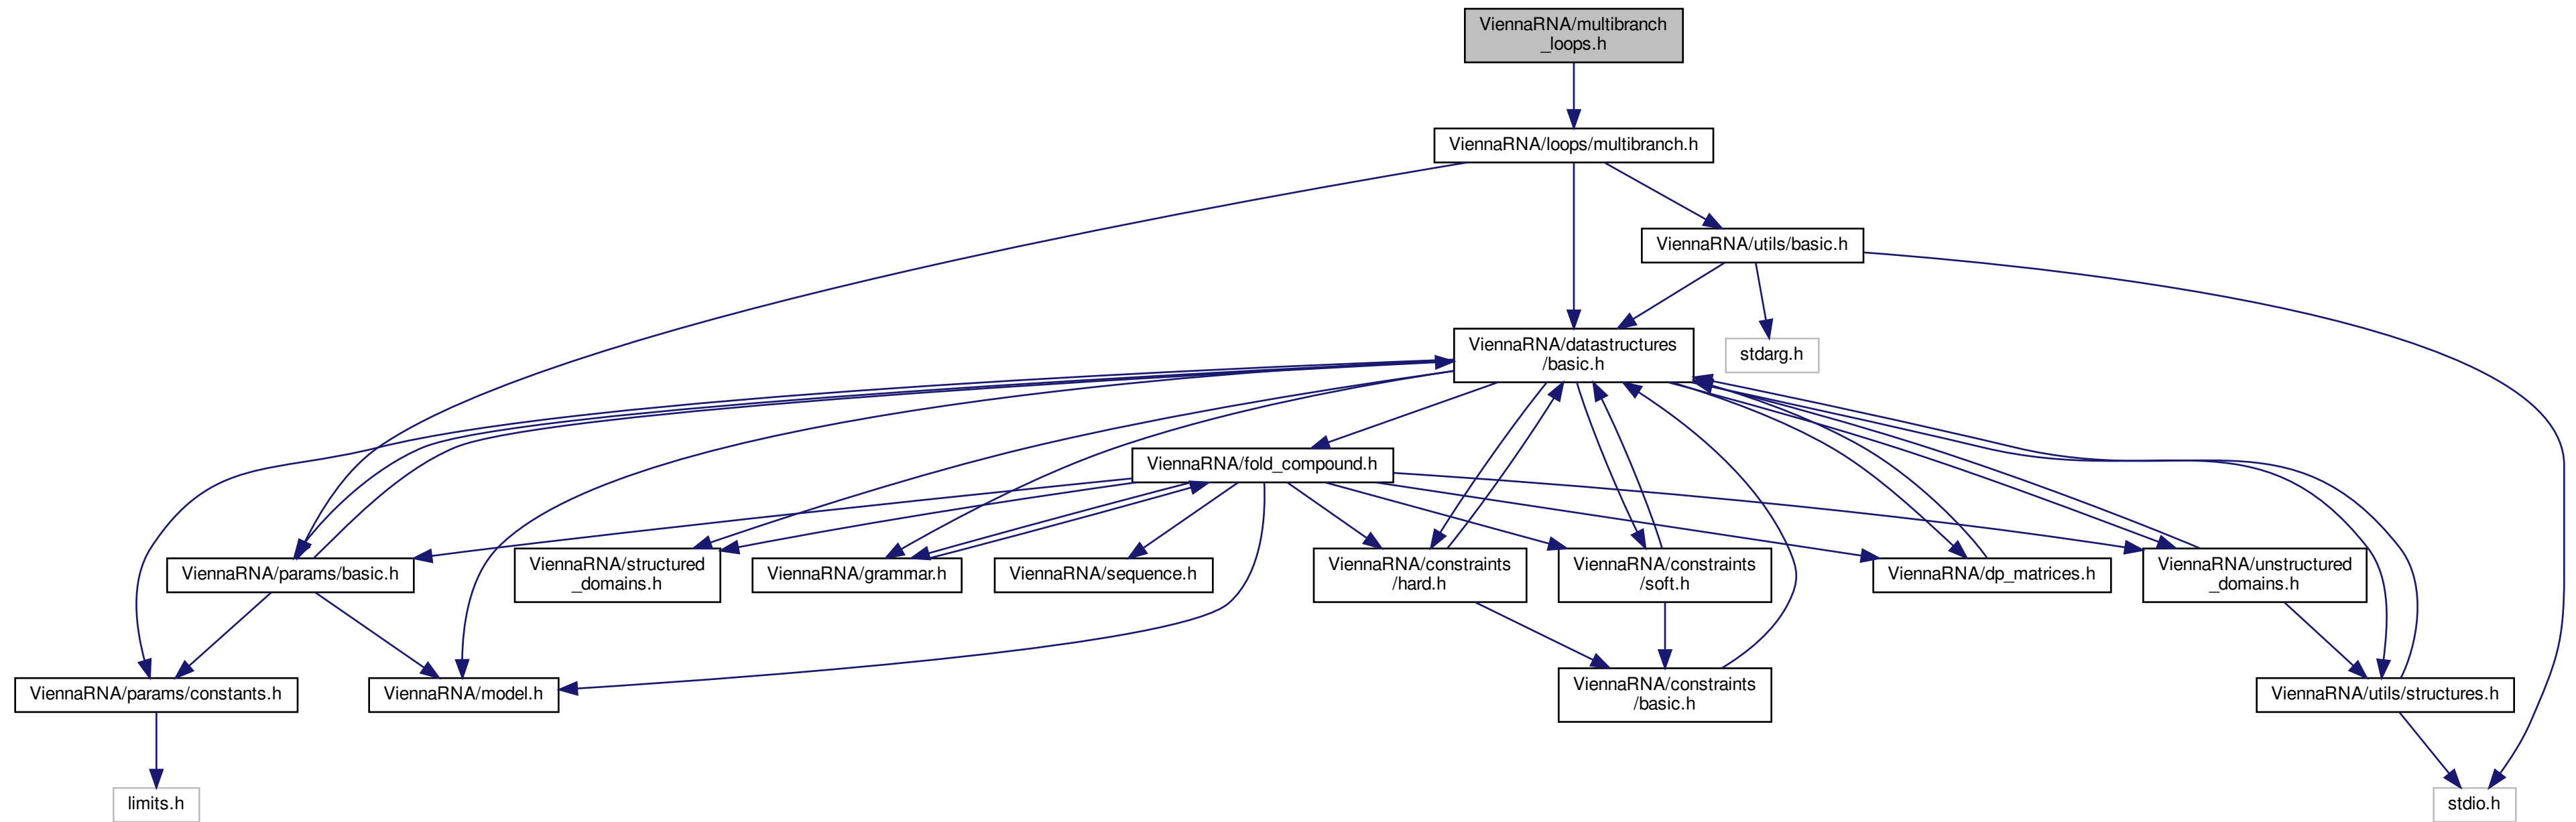 ViennaRNA/multibranch
_loops.h
ViennaRNA/loops/multibranch.h
ViennaRNA/utils/basic.h
ViennaRNA/datastructures
/basic.h
stdarg.h
ViennaRNA/fold_compound.h
ViennaRNA/params/basic.h
ViennaRNA/structured
_domains.h
ViennaRNA/grammar.h
ViennaRNA/sequence.h
ViennaRNA/constraints
/hard.h
ViennaRNA/constraints
/soft.h
ViennaRNA/dp_matrices.h
ViennaRNA/unstructured
_domains.h
ViennaRNA/params/constants.h
ViennaRNA/model.h
ViennaRNA/constraints
/basic.h
ViennaRNA/utils/structures.h
limits.h
stdio.h